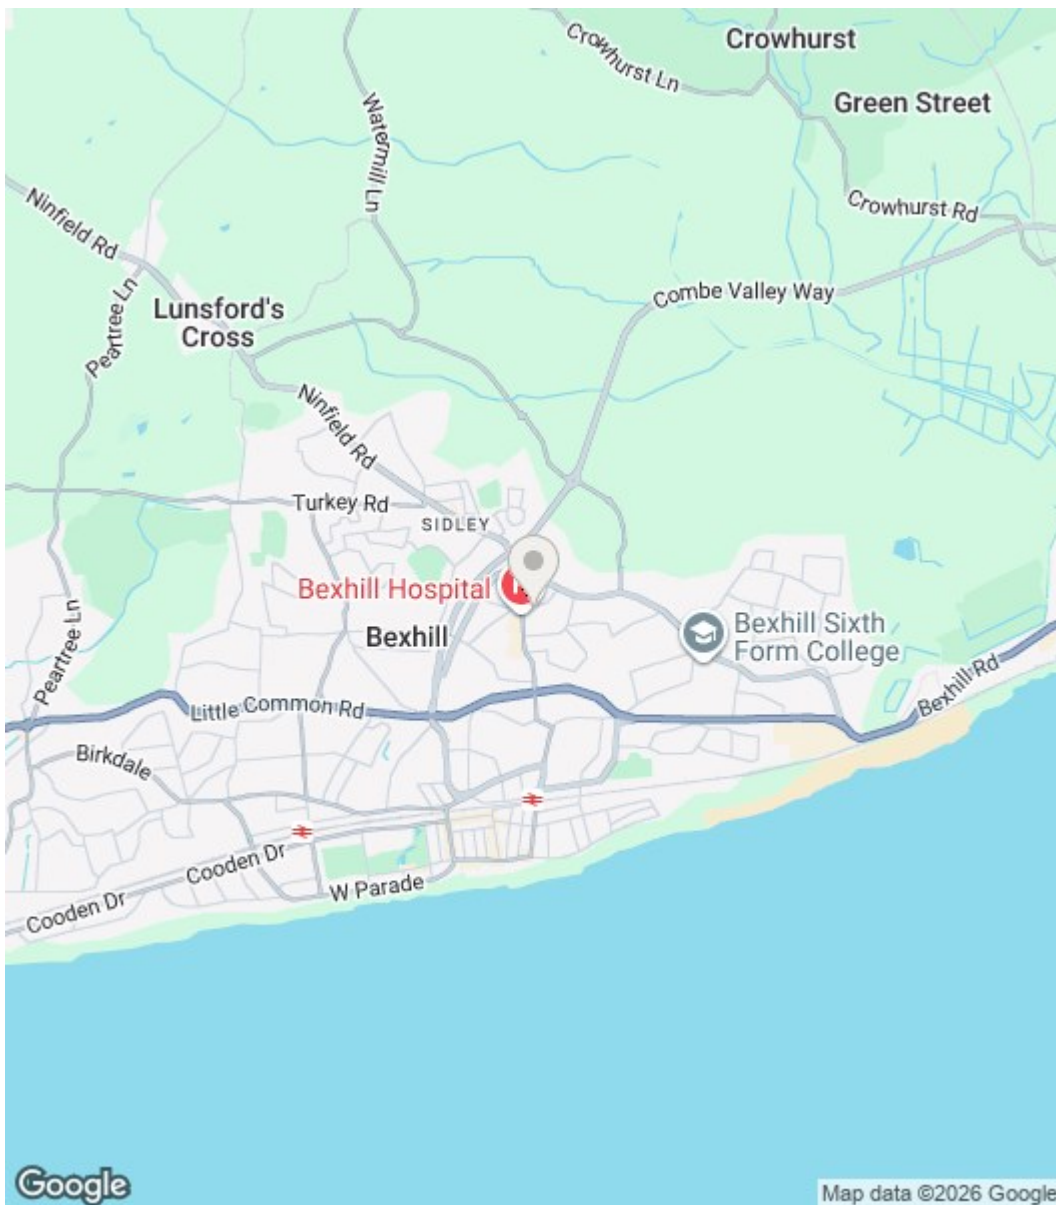 Crowhurst
Crowhurst Ln
Green Street
Watermill Ln
Ninfield Rd
Crowhurst Rd
Combe Valley Way
Lunsford's
Cross
Peartree Ln
Ninfield Rd
Turkey Rd
SIDLEY
Bexhill Hospital
Bexhill
Bexhill Sixth
Form College
Peartree Ln
Bexhill Rd
Little Common Rd
Birkdale
Cooden Dr
W Parade
Cooden Dr
Google
Map data ©2026 Google